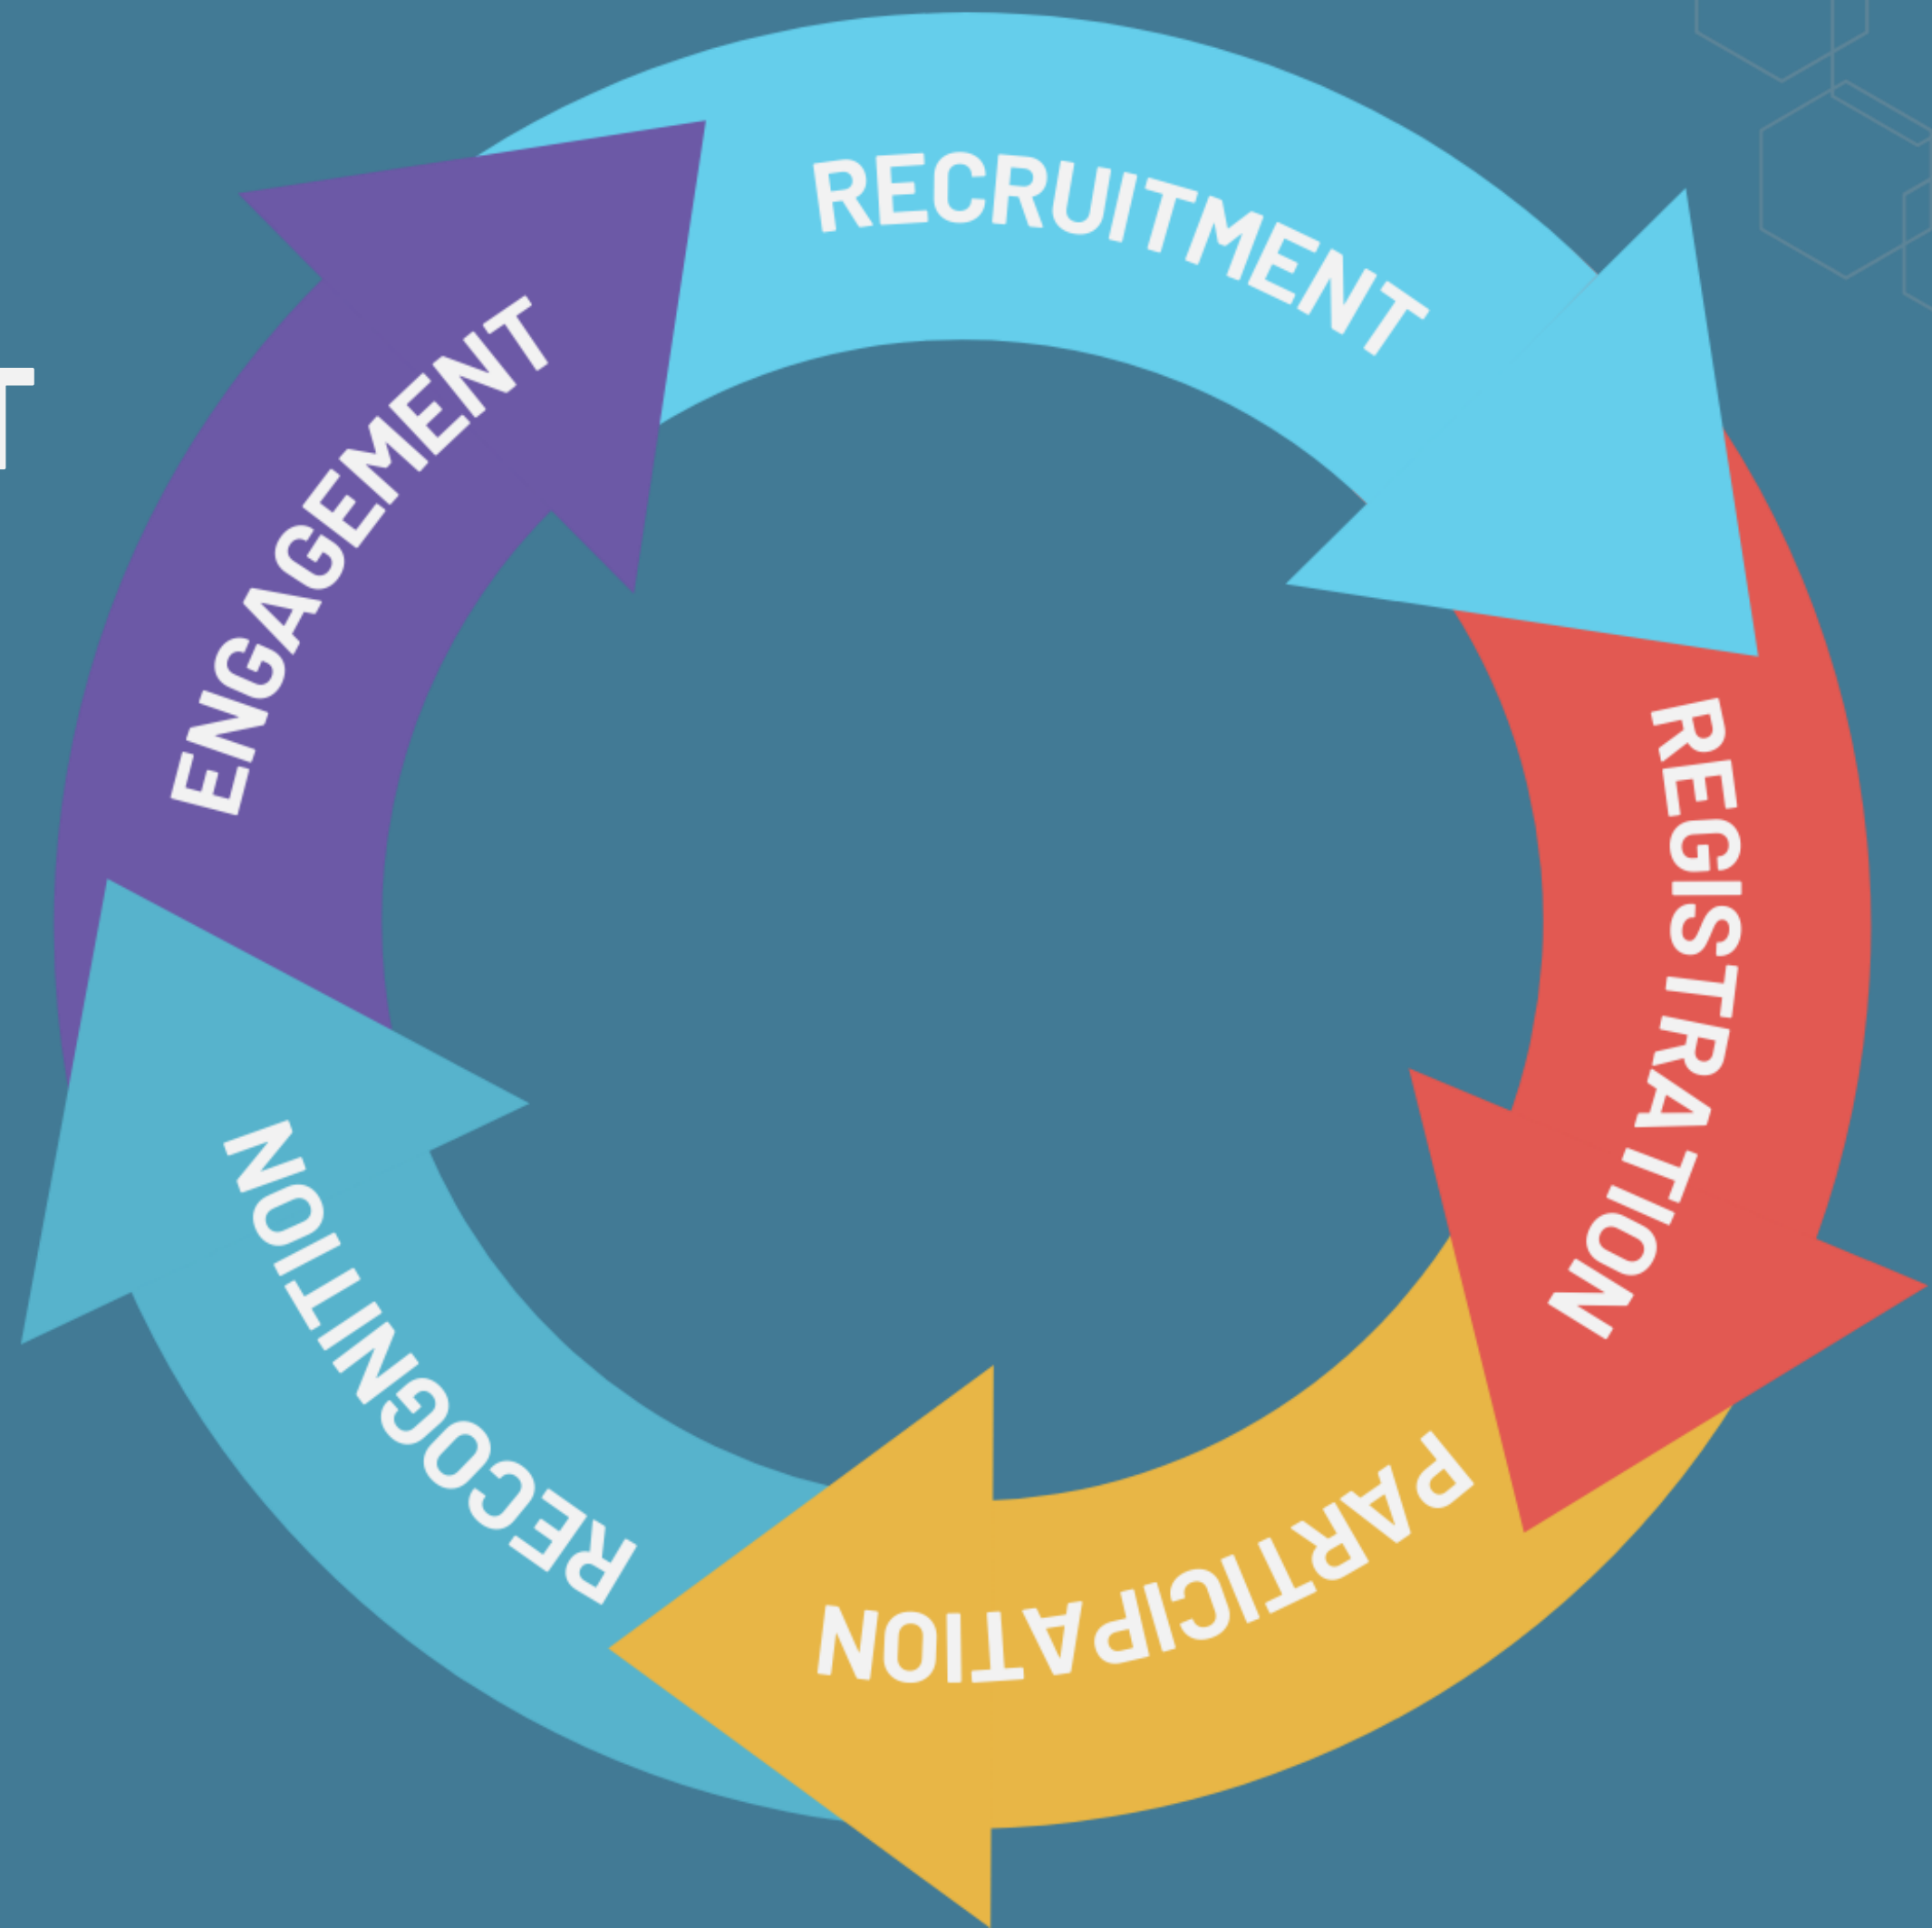 T
RECRUITMENT
REGISTRATION
PARTICIPATION
RECOGNITION
ENGAGEMENT